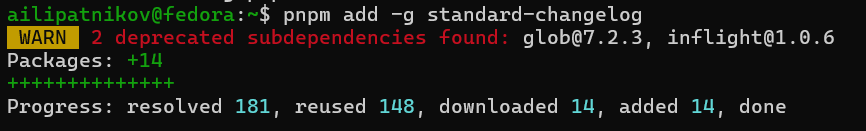 ailipatnikov@fedora:~$ pnpm add -g standard-changelog
WARN 2 deprecated subdependencies found: glob@7.2.3, inflight@1.0.6
Packages: +14
++++++++++++++
Progress: resolved 181, reused 148, downloaded 14, added 14, done